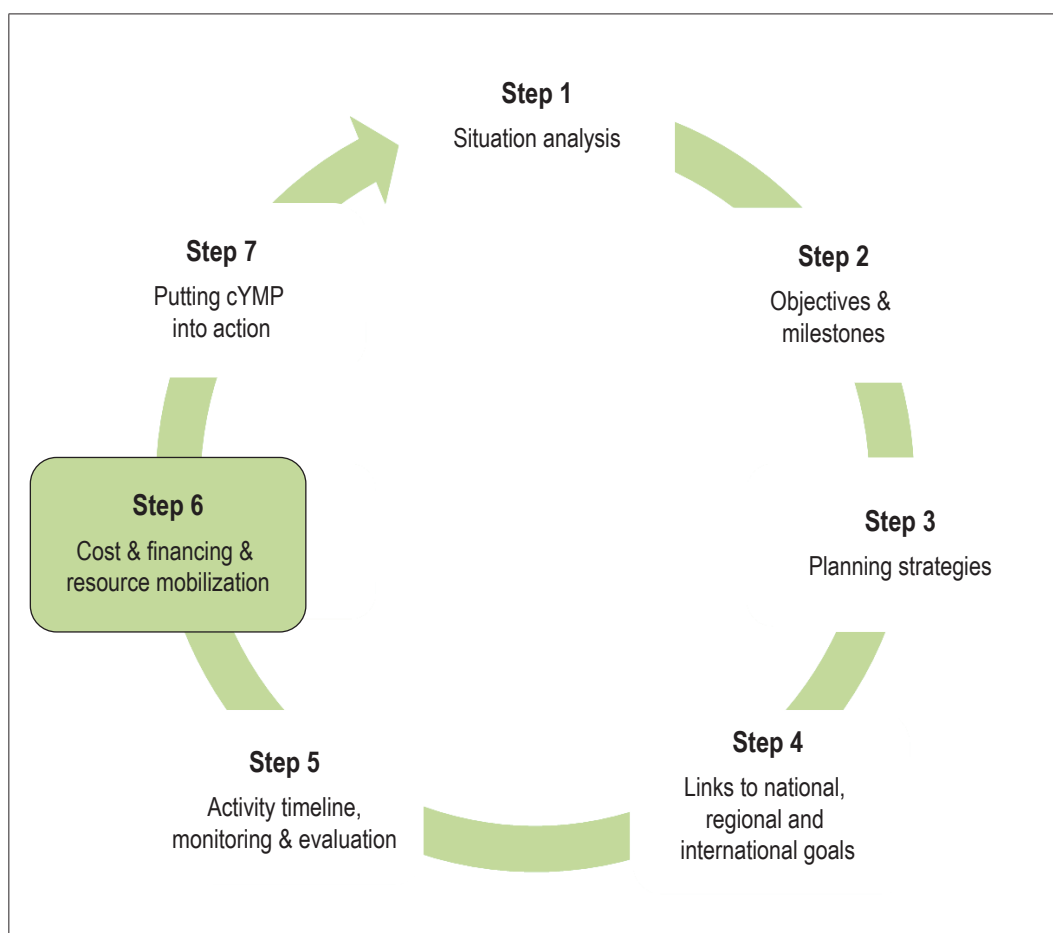 Step 1
Situation analysis
Step 2
Objectives &
milestones
Step 3
Planning strategies
Step 4
Links to national,
regional and
international goals
Step 5
Activity timeline,
monitoring & evaluation
Step 6
Cost & financing &
resource mobilization
Step 7
Putting cYMP
into action